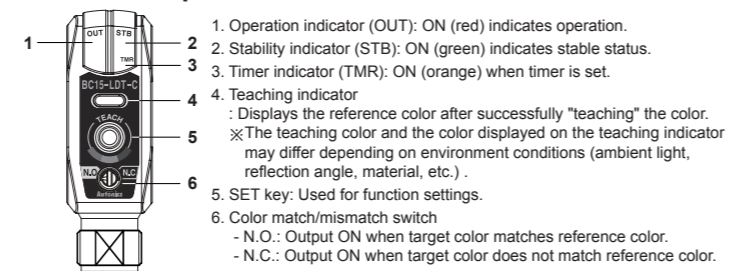 OUT STB
TMR
BC15-LDT-C
TEACH
N.O N.C
Autonics
1
2
3
4
5
6
1. Operation indicator (OUT): ON (red) indicates operation.
2. Stability indicator (STB): ON (green) indicates stable status.
3. Timer indicator (TMR): ON (orange) when timer is set.
4. Teaching indicator
: Displays the reference color after successfully "teaching" the color.
※The teaching color and the color displayed on the teaching indicator
may differ depending on environment conditions (ambient light,
reflection angle, material, etc.) .
5. SET key: Used for function settings.
6. Color match/mismatch switch
- N.O.: Output ON when target color matches reference color.
- N.C.: Output ON when target color does not match reference color.